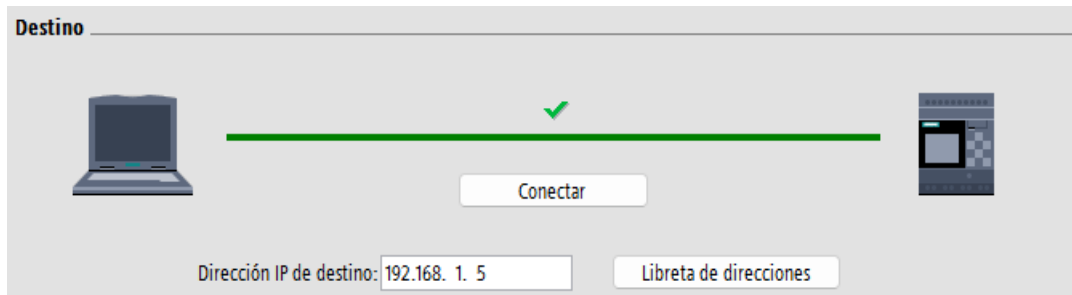 Destino
Conectar
Dirección IP de destino: 192.168. 1. 5
Libreta de direcciones